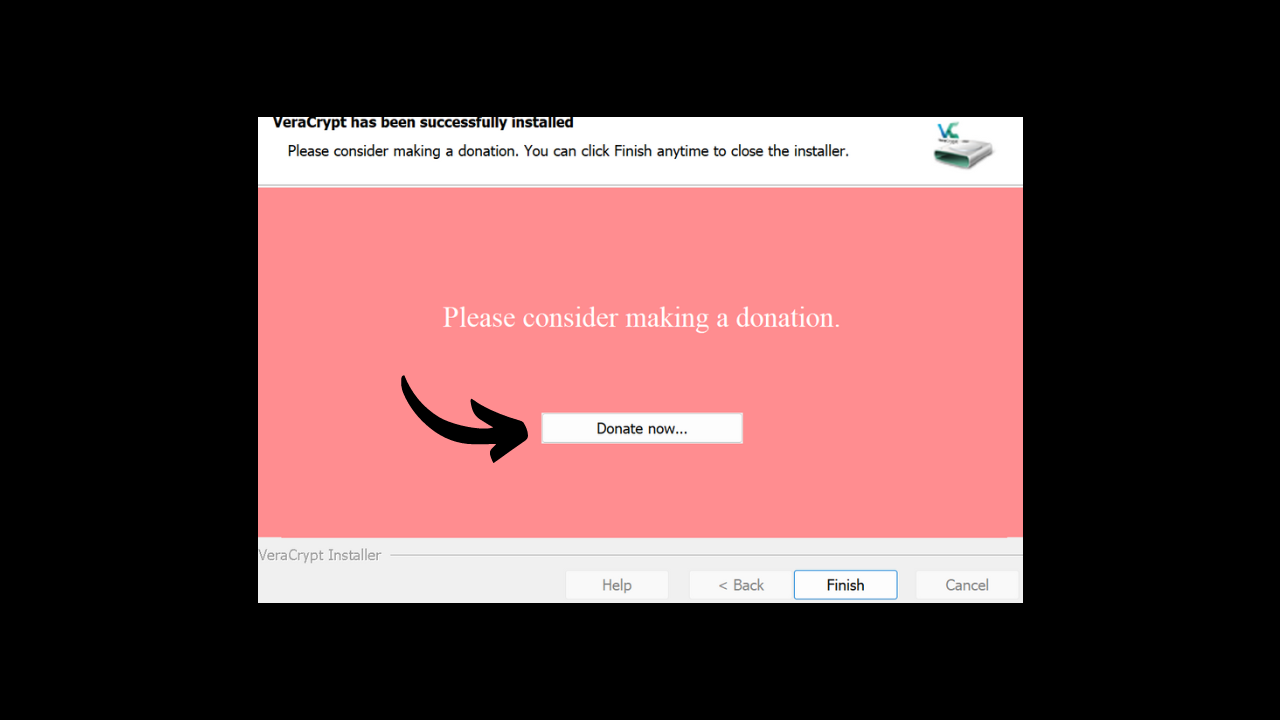 VeraCrypt has been successfully installed
Please consider making a donation. You can click Finish anytime to close the installer.
VC
Please consider making a donation.
Donate now...
VeraCrypt Installer
Help
< Back
Finish
Cancel